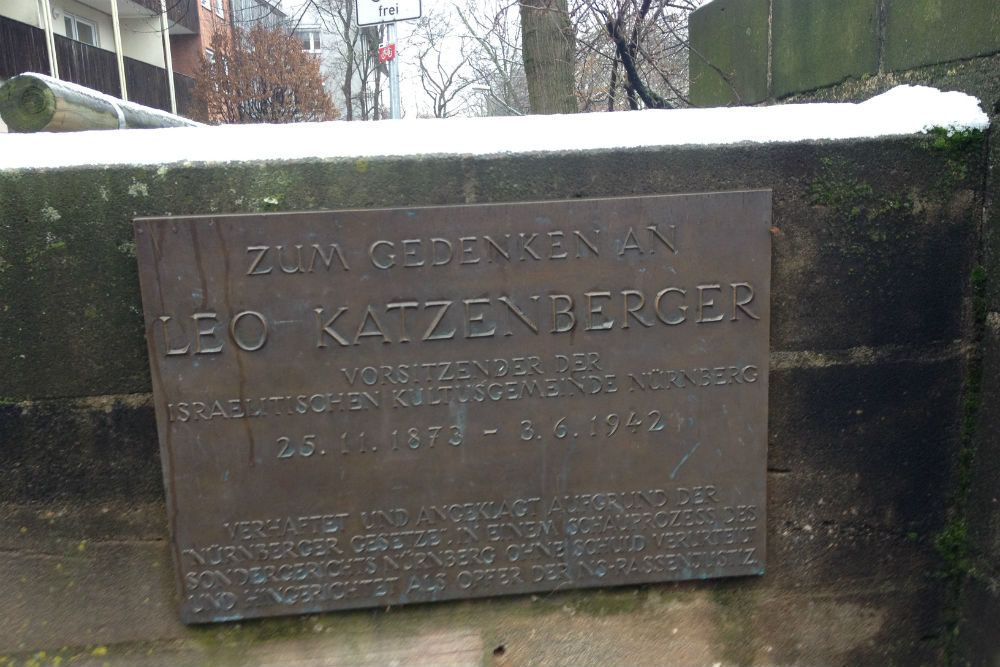 frei
ZUM GEDENKEN AN
LEO KATZENBERGER
VORSITZENDER DER
ISRAELITISCHEN KULTUSGEMEINDE NÜRNBERG
25.11.1873 - 3.6.1942
VERHAFTET UND ANGEKLAGT AUFGRUND DER
NÜRNBERGER GESETZE. IN EINEM SCHAUPROZESS DES
SONDERGERICHTS NÜRNBERG OHNE SCHULD VERURTEILT
UND HINGERICHTET ALS OPFER DER NS-RASSENJUSTIZ